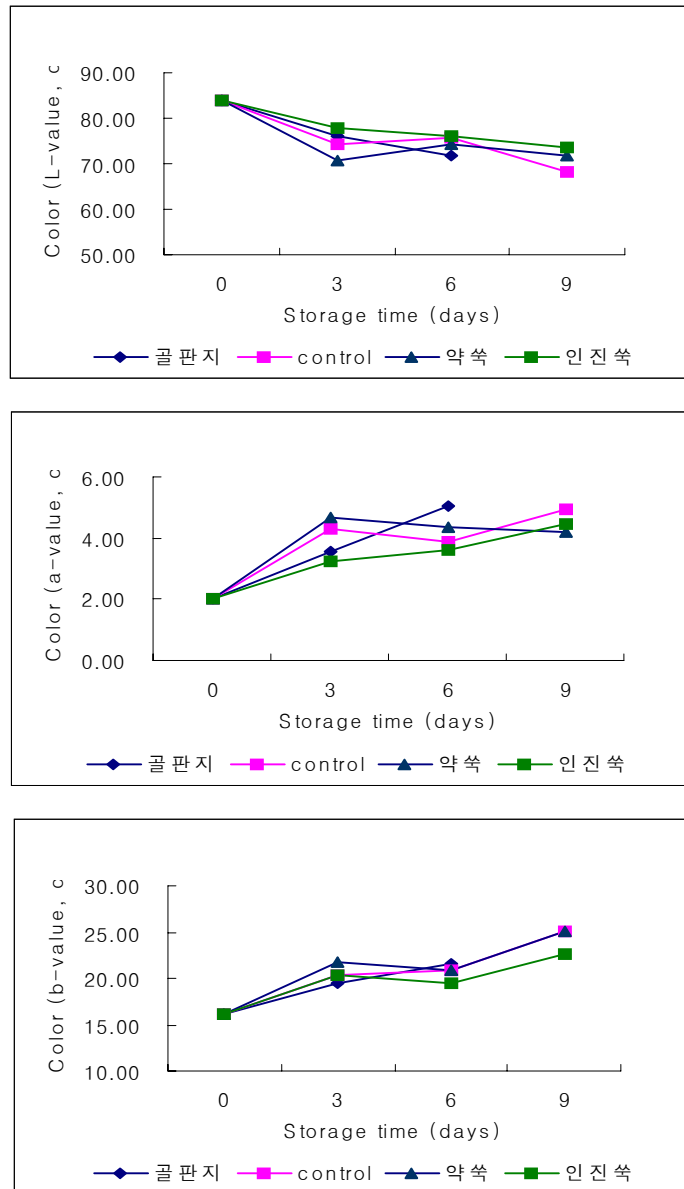 90.00
80.00
70.00
60.00
50.00
Color (L-value, c
0 3 6 9
Storage time (days)
골판지 control 약쑥 인진쑥
6.00
4.00
2.00
0.00
Color (a-value, c
0 3 6 9
Storage time (days)
골판지 control 약쑥 인진쑥
30.00
25.00
20.00
15.00
10.00
Color (b-value, c
0 3 6 9
Storage time (days)
골판지 control 약쑥 인진쑥